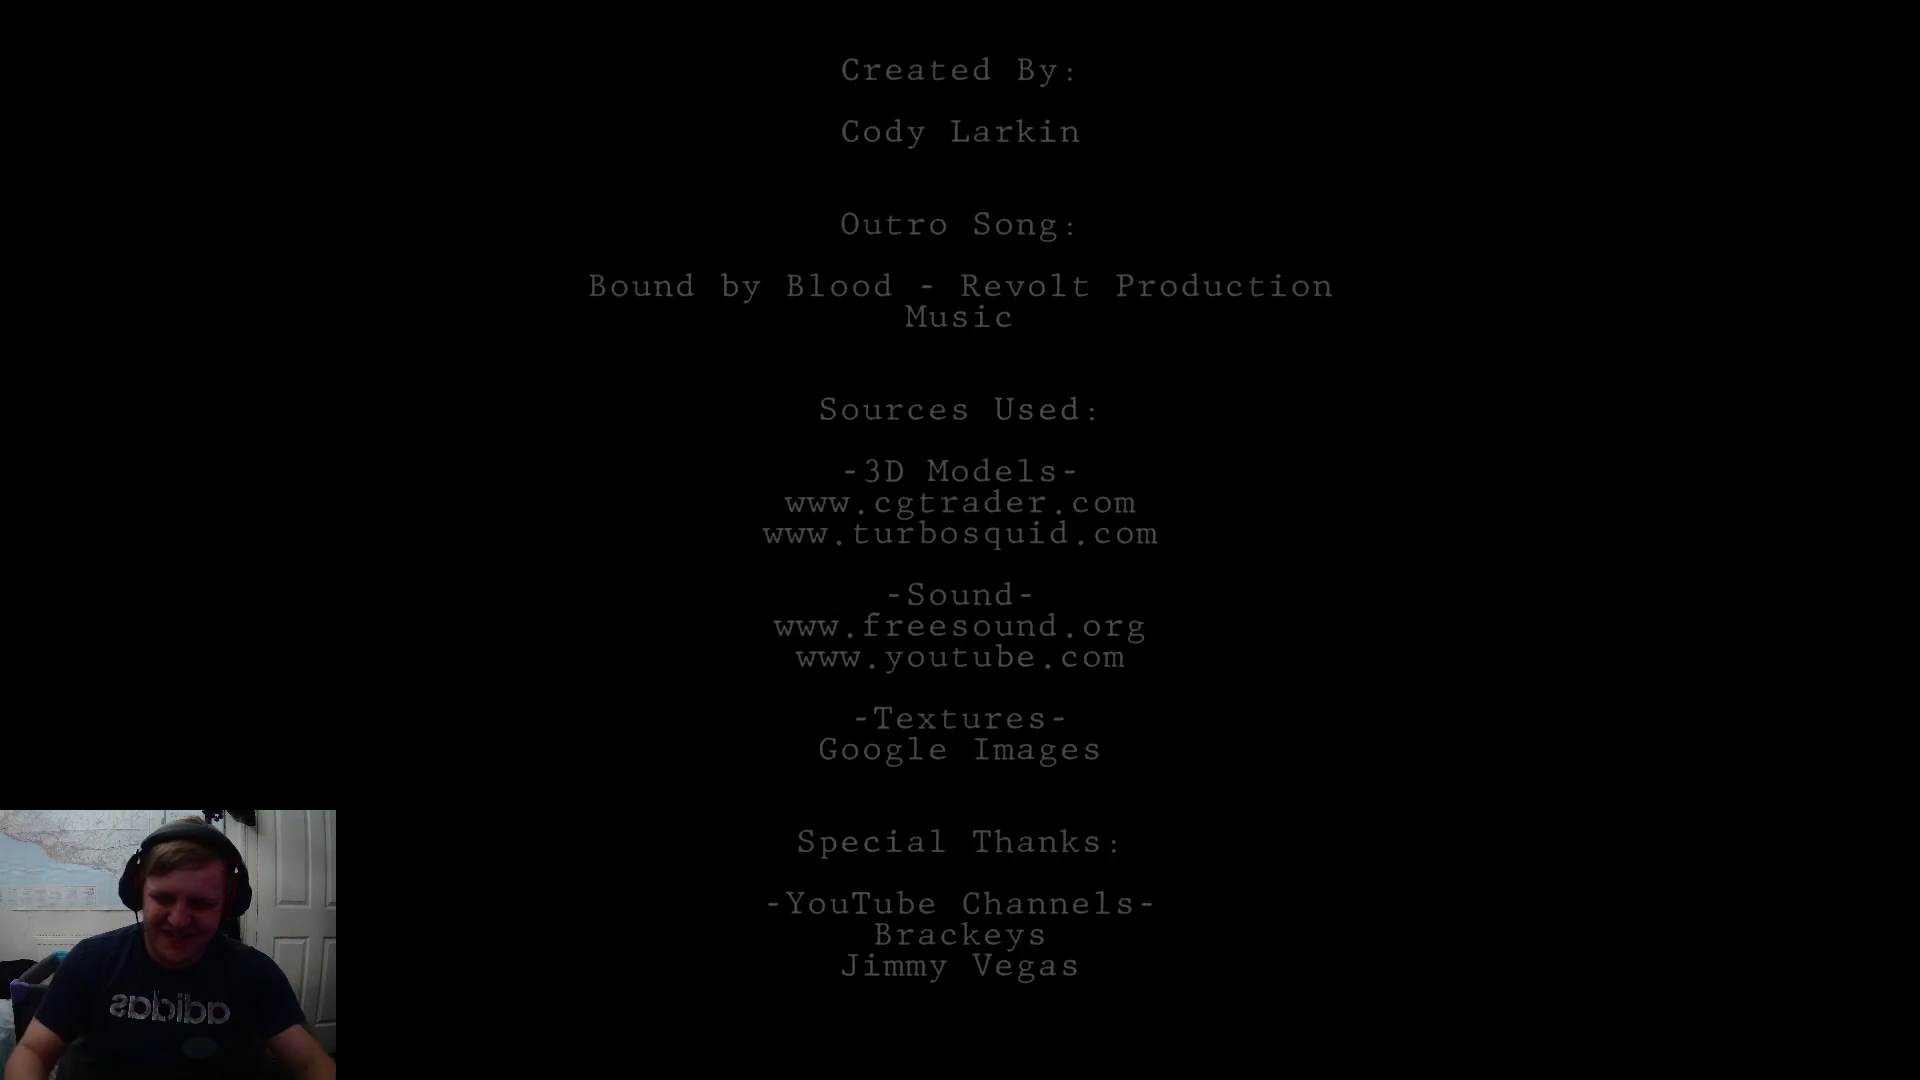 Created By:
Cody Larkin
Outro Song:
Bound by Blood - Revolt Production
Music
Sources Used:
-3D Models-
www.cgtrader.com
www.turbosquid.com
-Sound-
www.freesound.org
www.youtube.com
-Textures-
Google Images
Special Thanks:
-YouTube Channels-
Brackeys
Jimmy Vegas
adidas